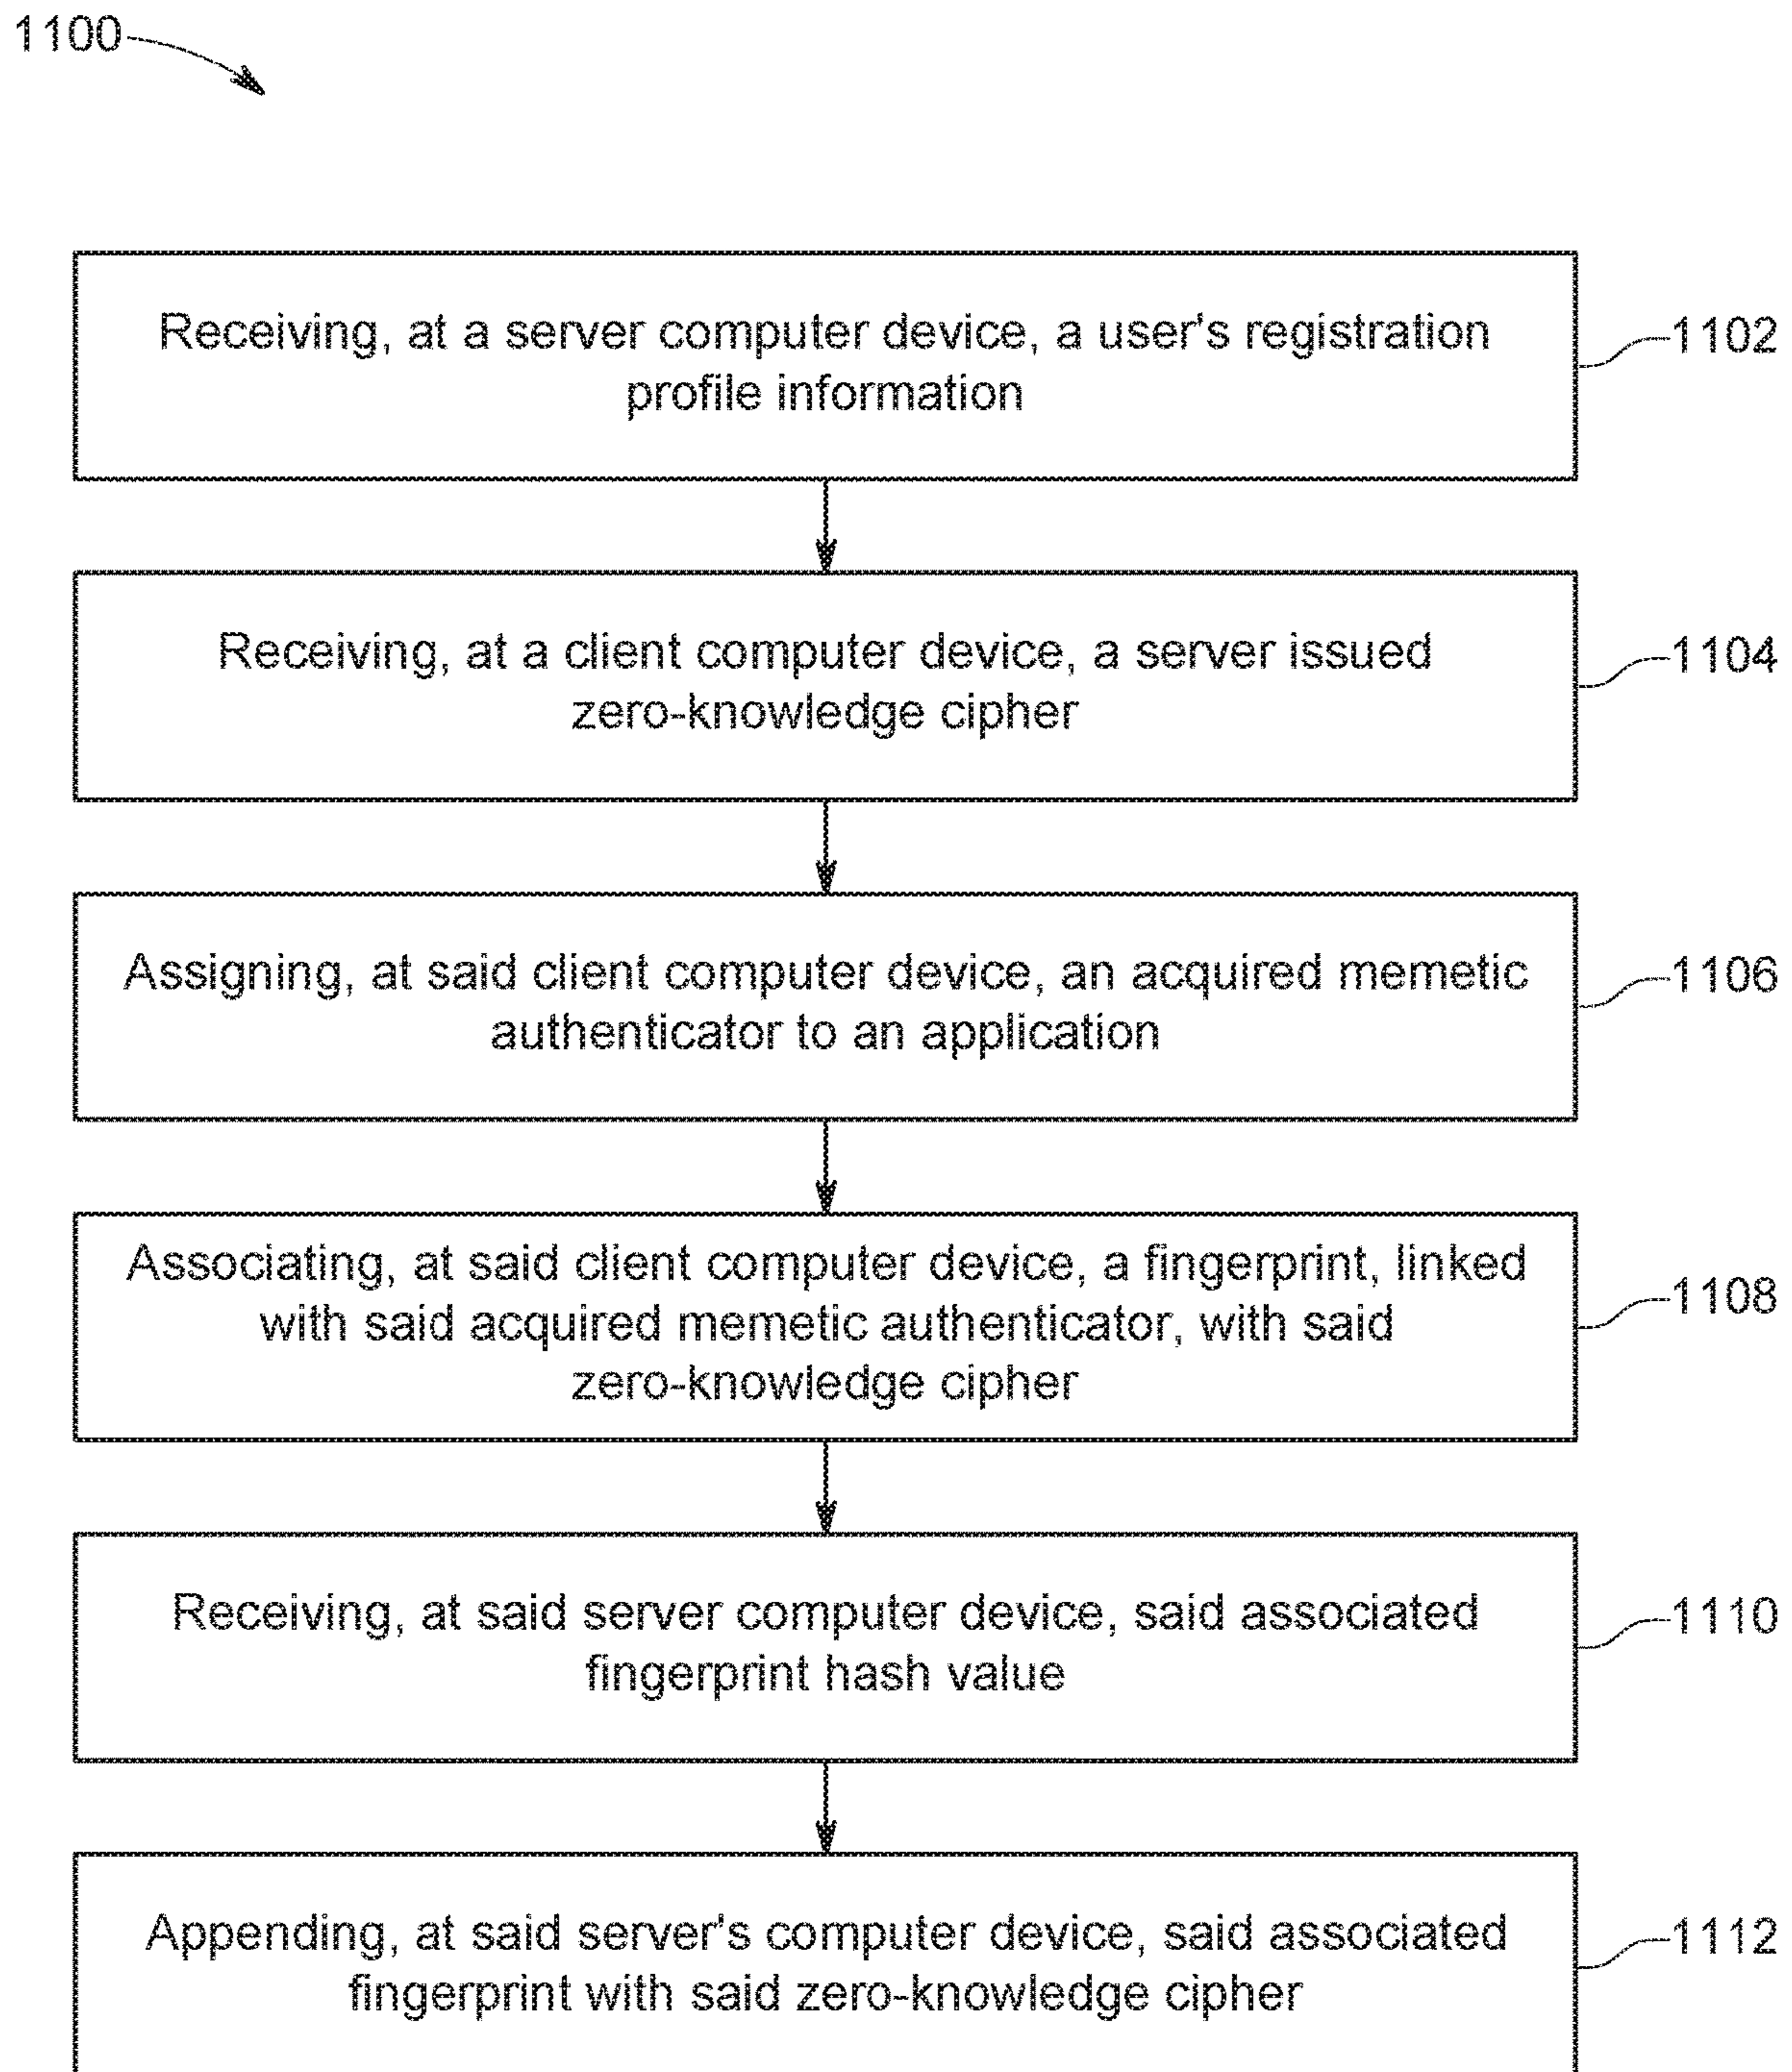 1100
Receiving, at a server computer device, a user's registration
profile information
1102
Receiving, at a client computer device, a server issued
zero-knowledge cipher
1104
Assigning, at said client computer device, an acquired memetic
authenticator to an application
1106
Associating, at said client computer device, a fingerprint, linked
with said acquired memetic authenticator, with said
zero-knowledge cipher
1108
Receiving, at said server computer device, said associated
fingerprint hash value
1110
Appending, at said server's computer device, said associated
fingerprint with said zero-knowledge cipher
1112